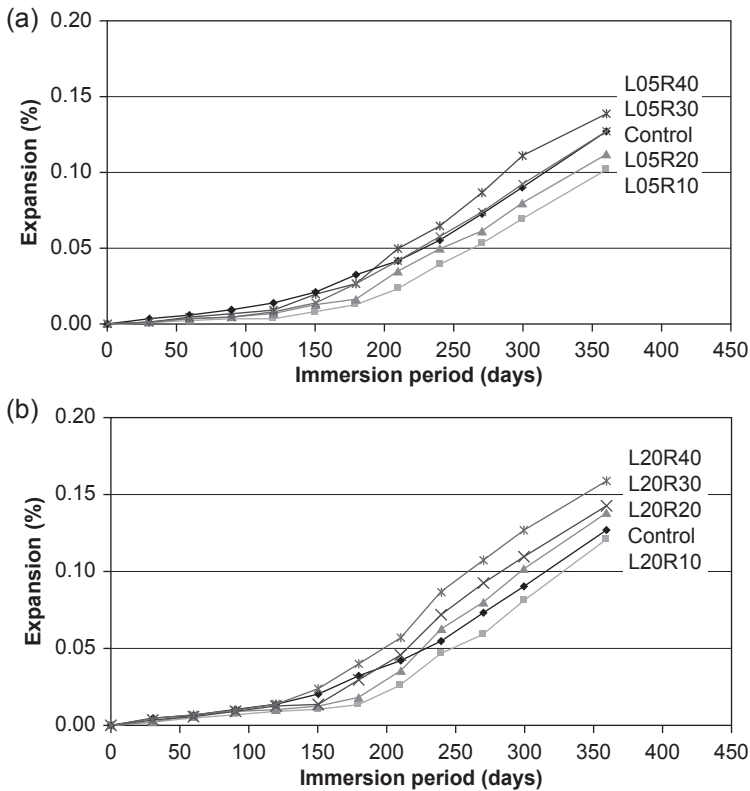 (a)
0.20
0.15
0.10
0.05
0.00
Expansion (%)
L05R40
L05R30
Control
L05R20
L05R10
0 50 100 150 200 250 300 350 400 450
Immersion period (days)
(b)
0.20
0.15
0.10
0.05
0.00
Expansion (%)
L20R40
L20R30
L20R20
Control
L20R10
0 50 100 150 200 250 300 350 400 450
Immersion period (days)